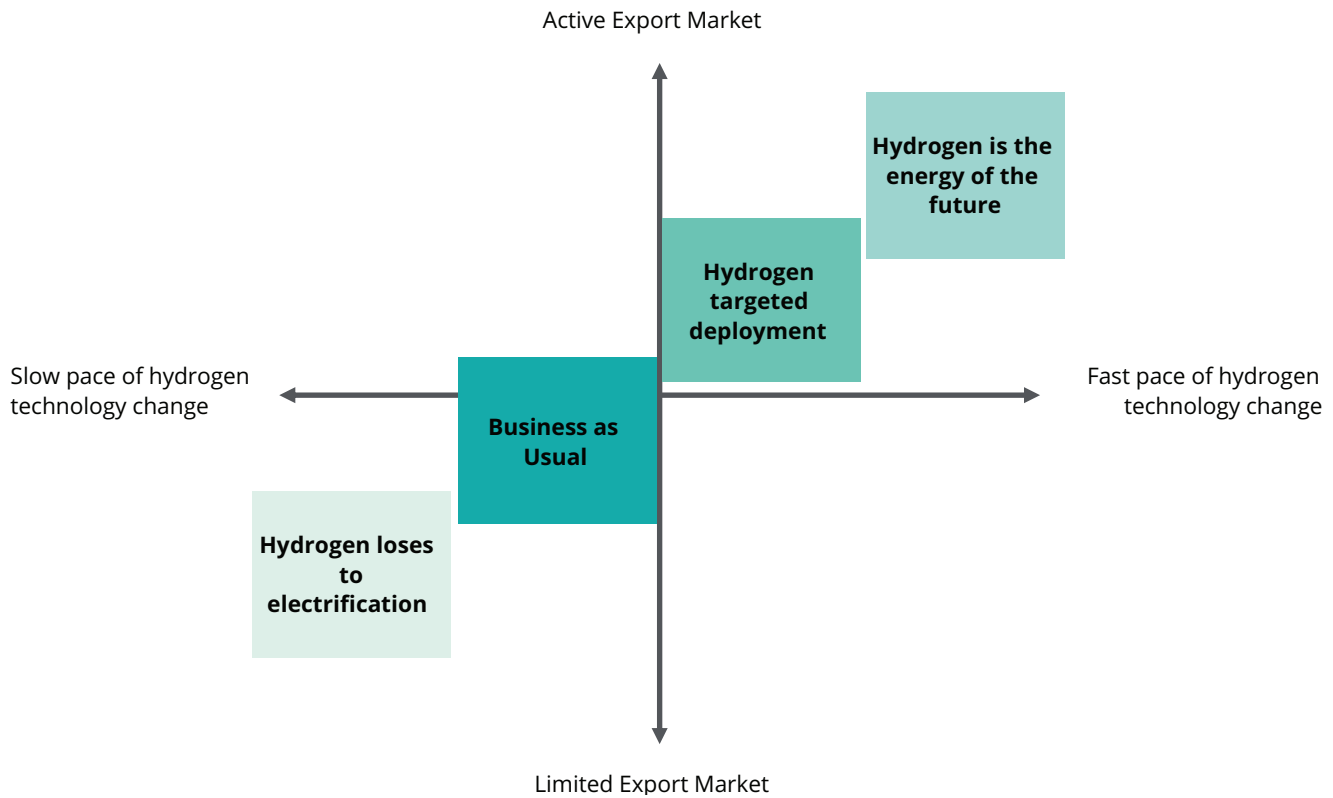 Active Export Market
Hydrogen is the
energy of the
future
Hydrogen
targeted
deployment
Slow pace of hydrogen
technology change
Fast pace of hydrogen
technology change
Business as
Usual
Hydrogen loses
to
electrification
Limited Export Market